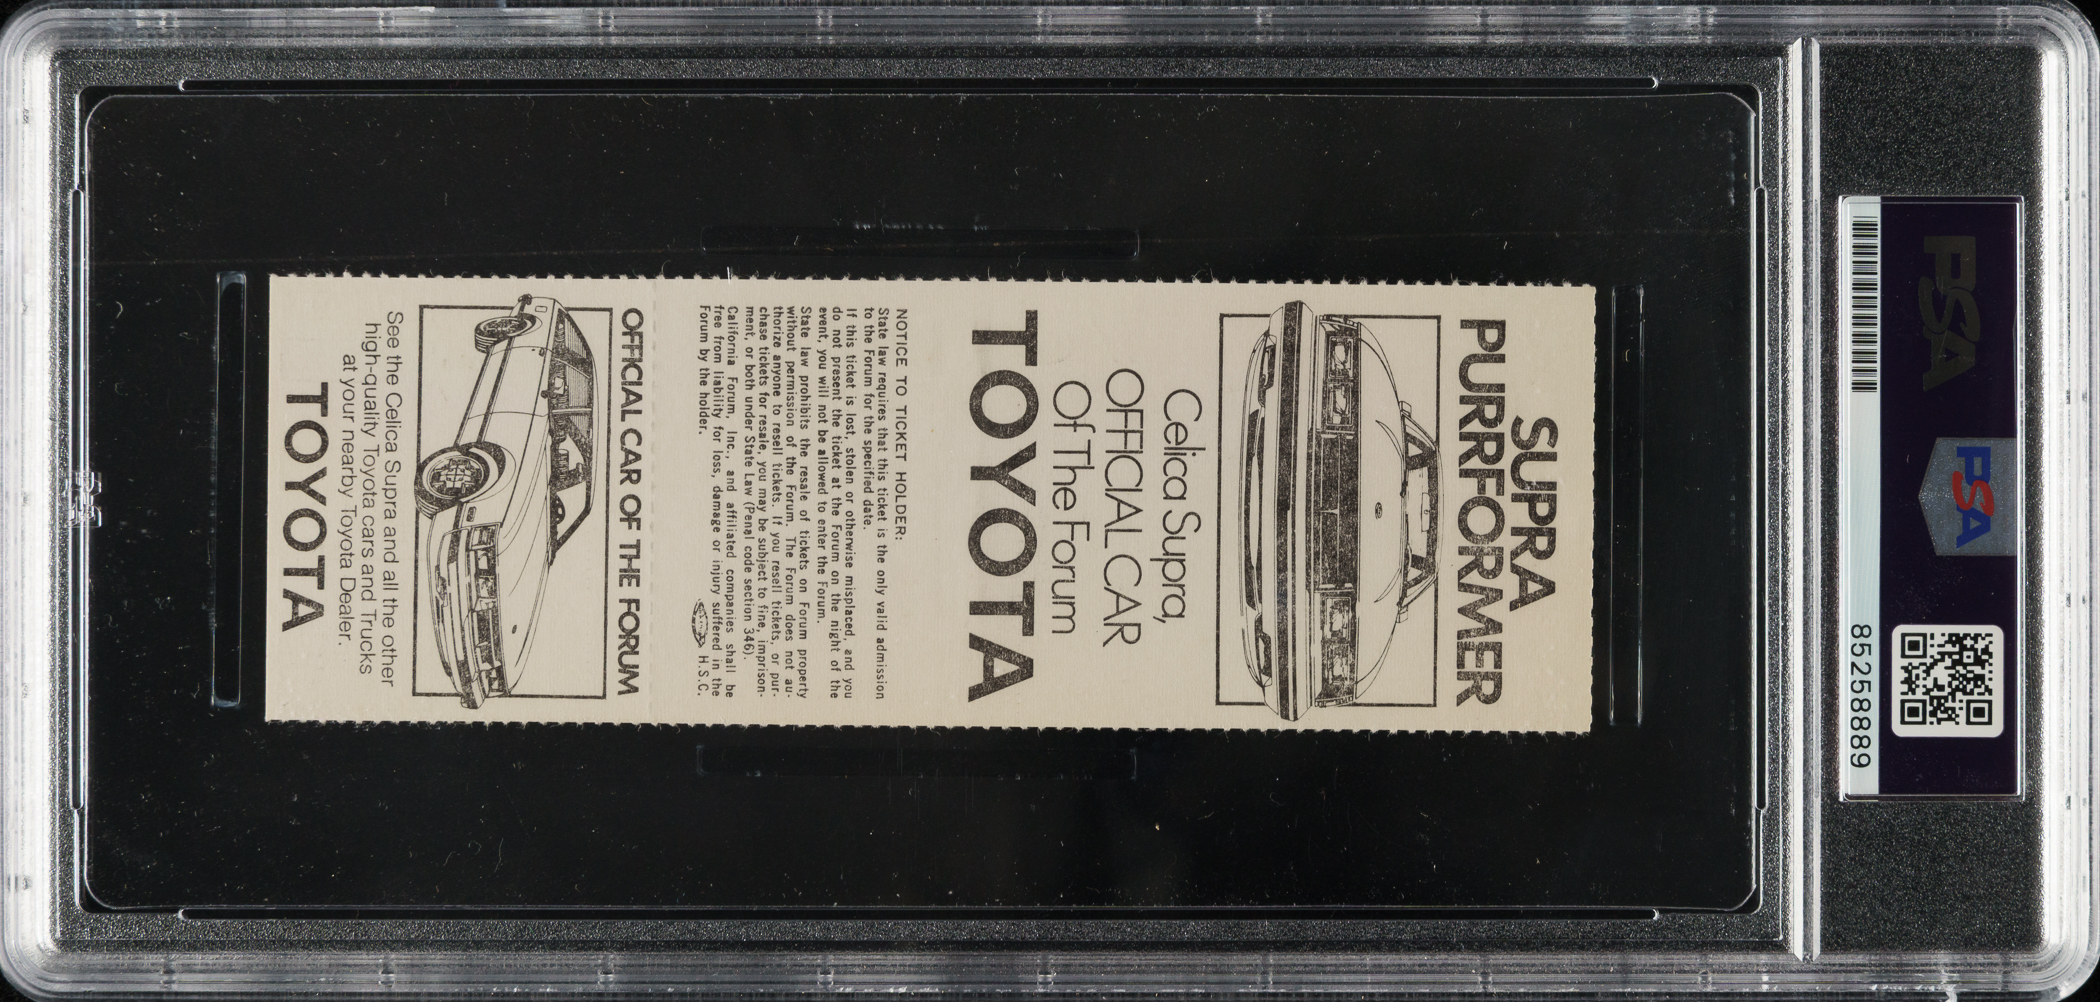 PSA
PSA
85258889
SUPRA
PURRFORMER
Celica Supra,
OFFICIAL CAR
Of The Forum
TOYOTA
NOTICE TO TICKET HOLDER:
State law requires that this ticket is the only valid admission
to the Forum for the specified date.
If this ticket is lost, stolen or otherwise misplaced, and you
do not present the ticket at the Forum on the night of the
event, you will not be allowed to enter the Forum.
State law prohibits the resale of tickets on Forum property
without permission of the Forum. The Forum does not au-
thorize anyone to resell tickets. If you resell tickets, or pur-
chase tickets for resale, you may be subject to fine, imprison-
ment, or both under State Law (Penal code section 346).
California Forum, Inc., and affiliated companies shall be
free from liability for loss, damage or injury suffered in the
Forum by the holder.
H.S.C.
OFFICIAL CAR OF THE FORUM
See the Celica Supra and all the other
high-quality Toyota cars and Trucks
at your nearby Toyota Dealer.
TOYOTA
PSA